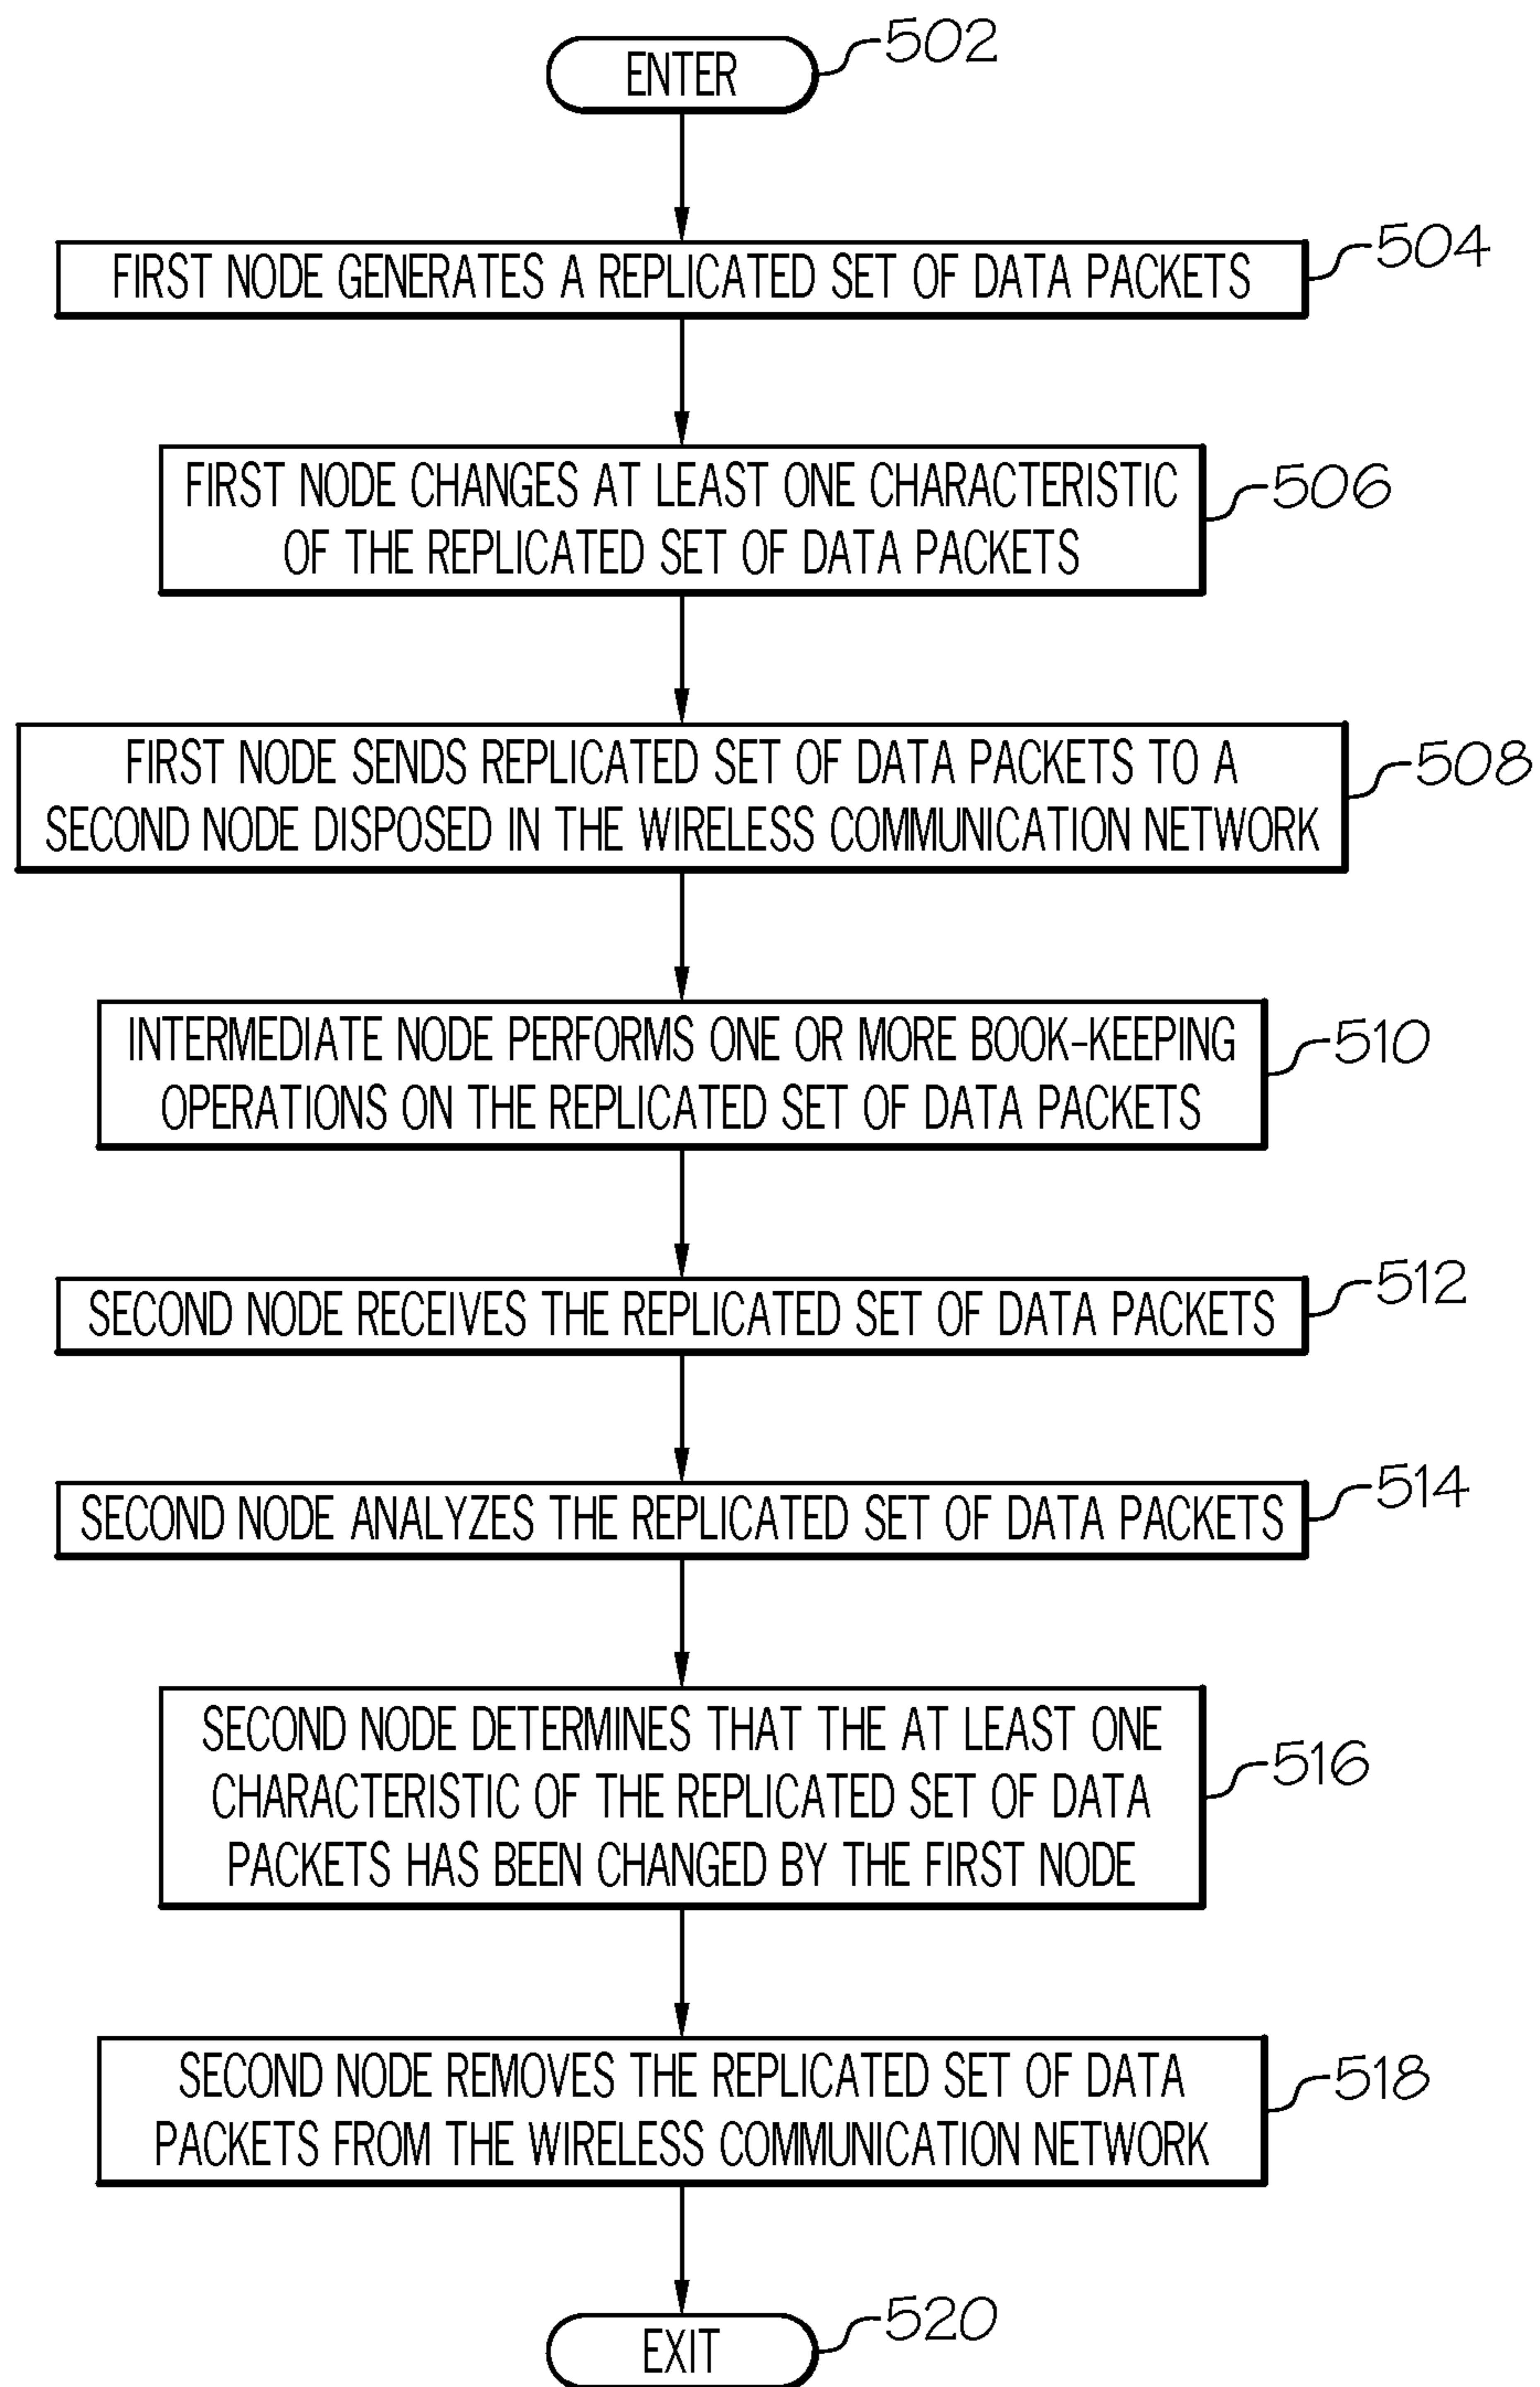 ENTER
502
FIRST NODE GENERATES A REPLICATED SET OF DATA PACKETS
504
FIRST NODE CHANGES AT LEAST ONE CHARACTERISTIC
OF THE REPLICATED SET OF DATA PACKETS
506
FIRST NODE SENDS REPLICATED SET OF DATA PACKETS TO A
SECOND NODE DISPOSED IN THE WIRELESS COMMUNICATION NETWORK
508
INTERMEDIATE NODE PERFORMS ONE OR MORE BOOK-KEEPING
OPERATIONS ON THE REPLICATED SET OF DATA PACKETS
510
SECOND NODE RECEIVES THE REPLICATED SET OF DATA PACKETS
512
SECOND NODE ANALYZES THE REPLICATED SET OF DATA PACKETS
514
SECOND NODE DETERMINES THAT THE AT LEAST ONE
CHARACTERISTIC OF THE REPLICATED SET OF DATA
PACKETS HAS BEEN CHANGED BY THE FIRST NODE
516
SECOND NODE REMOVES THE REPLICATED SET OF DATA
PACKETS FROM THE WIRELESS COMMUNICATION NETWORK
518
EXIT
520